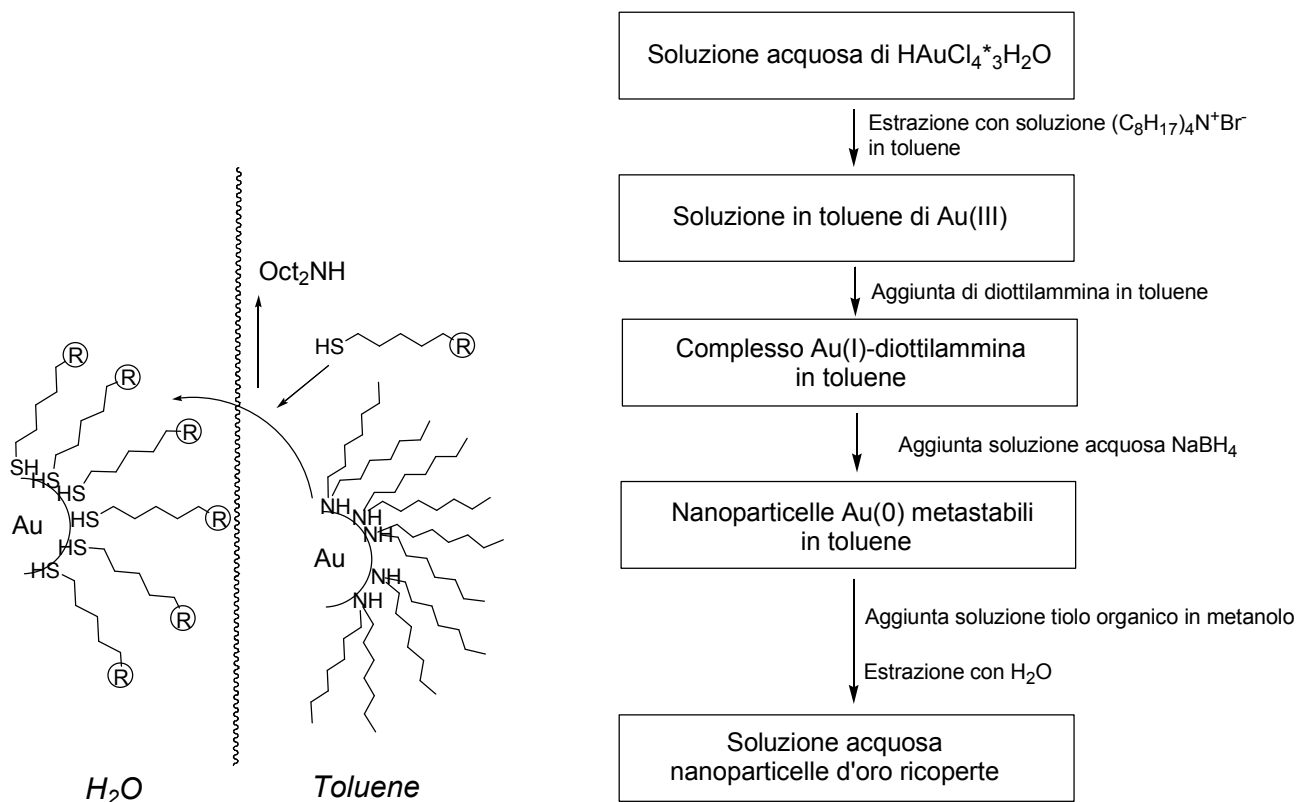 Oct₂NH
HS
R
R
R
R
R
R
R
SH
HS
HS
HS
HS
HS
Au
NH
NH
NH
NH
NH
Au
H₂O
Toluene
Soluzione acquosa di HAuCl₄*₃H₂O
Estrazione con soluzione (C₈H₁₇)₄N⁺Br⁻
in toluene
Soluzione in toluene di Au(III)
Aggiunta di diottilammina in toluene
Complesso Au(I)-diottilammina
in toluene
Aggiunta soluzione acquosa NaBH₄
Nanoparticelle Au(0) metastabili
in toluene
Aggiunta soluzione tiolo organico in metanolo
Estrazione con H₂O
Soluzione acquosa
nanoparticelle d'oro ricoperte